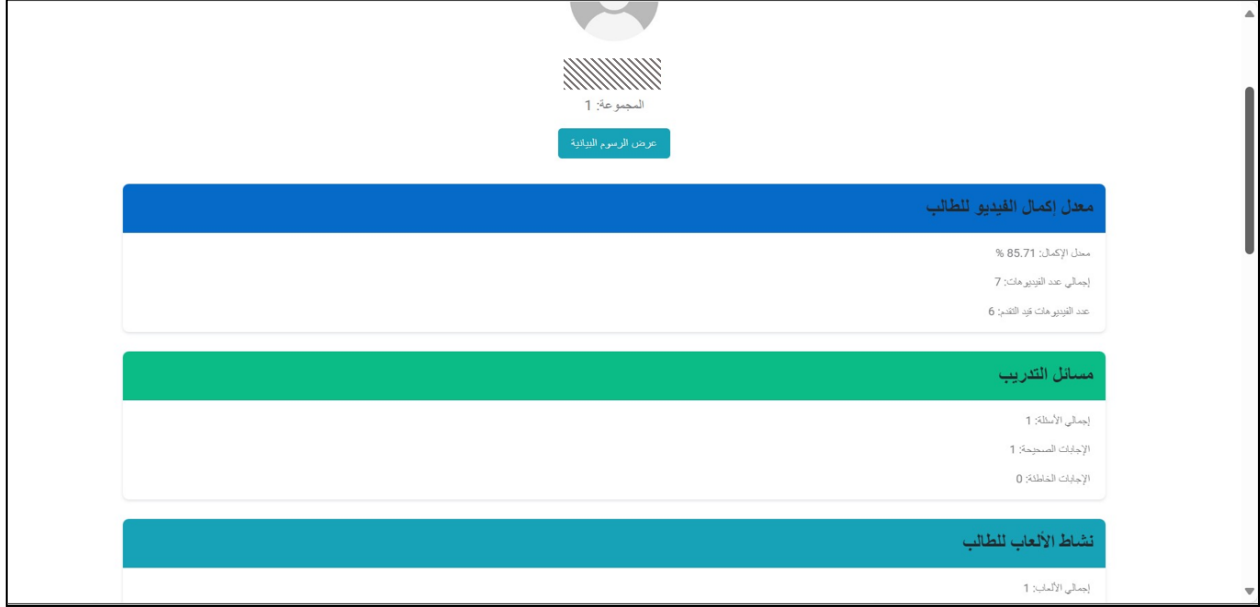 المجموعة: 1
عرض الرسوم البيانية
معدل إكمال الفيديو للطالب
معدل الإكمال: 85.71 %
إجمالي عدد الفيديوهات: 7
عدد الفيديوهات قيد التقدم: 6
مسائل التدريب
إجمالي الأسئلة: 1
الإجابات الصحيحة: 1
الإجابات الخاطئة: 0
نشاط الألعاب للطالب
إجمالي الألعاب: 1